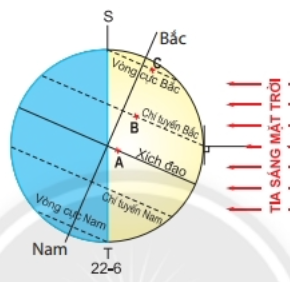 S
Bắc
Vòng cực Bắc
C
Chí tuyến Bắc
B
Xích đạo
A
Chí tuyến Nam
Vòng cực Nam
Nam
T
22-6
TIA SÁNG MẶT TRỜI